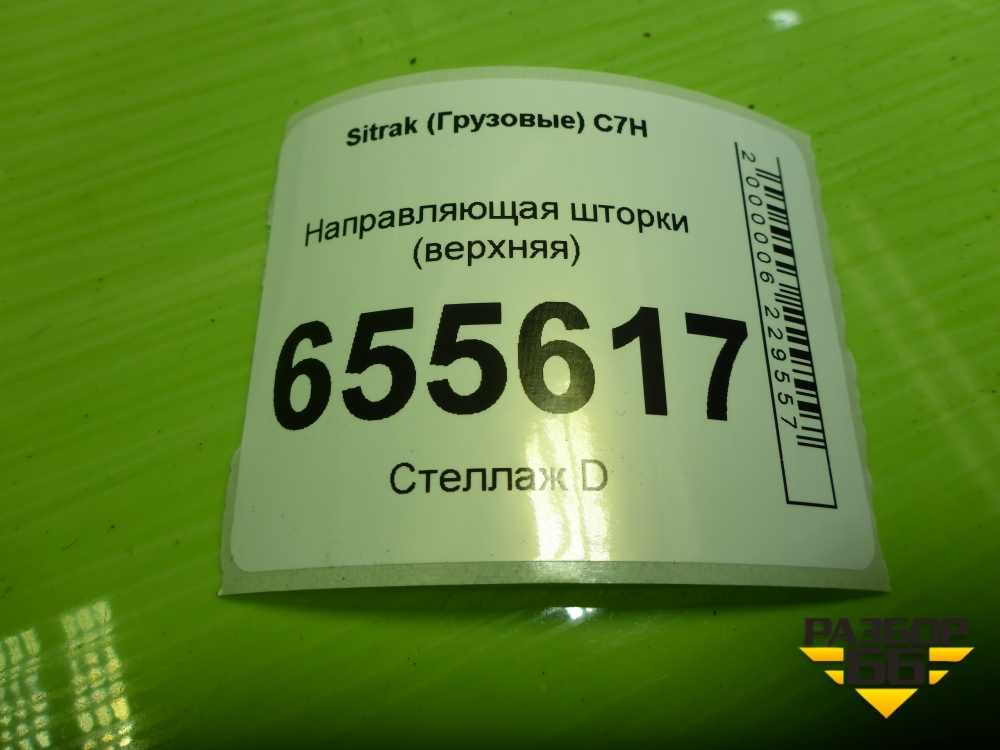 Sitrak (Грузовые) C7H
Направляющая шторки
(верхняя)
655617
Стеллаж D
2000006229557
РАЗБОР
66